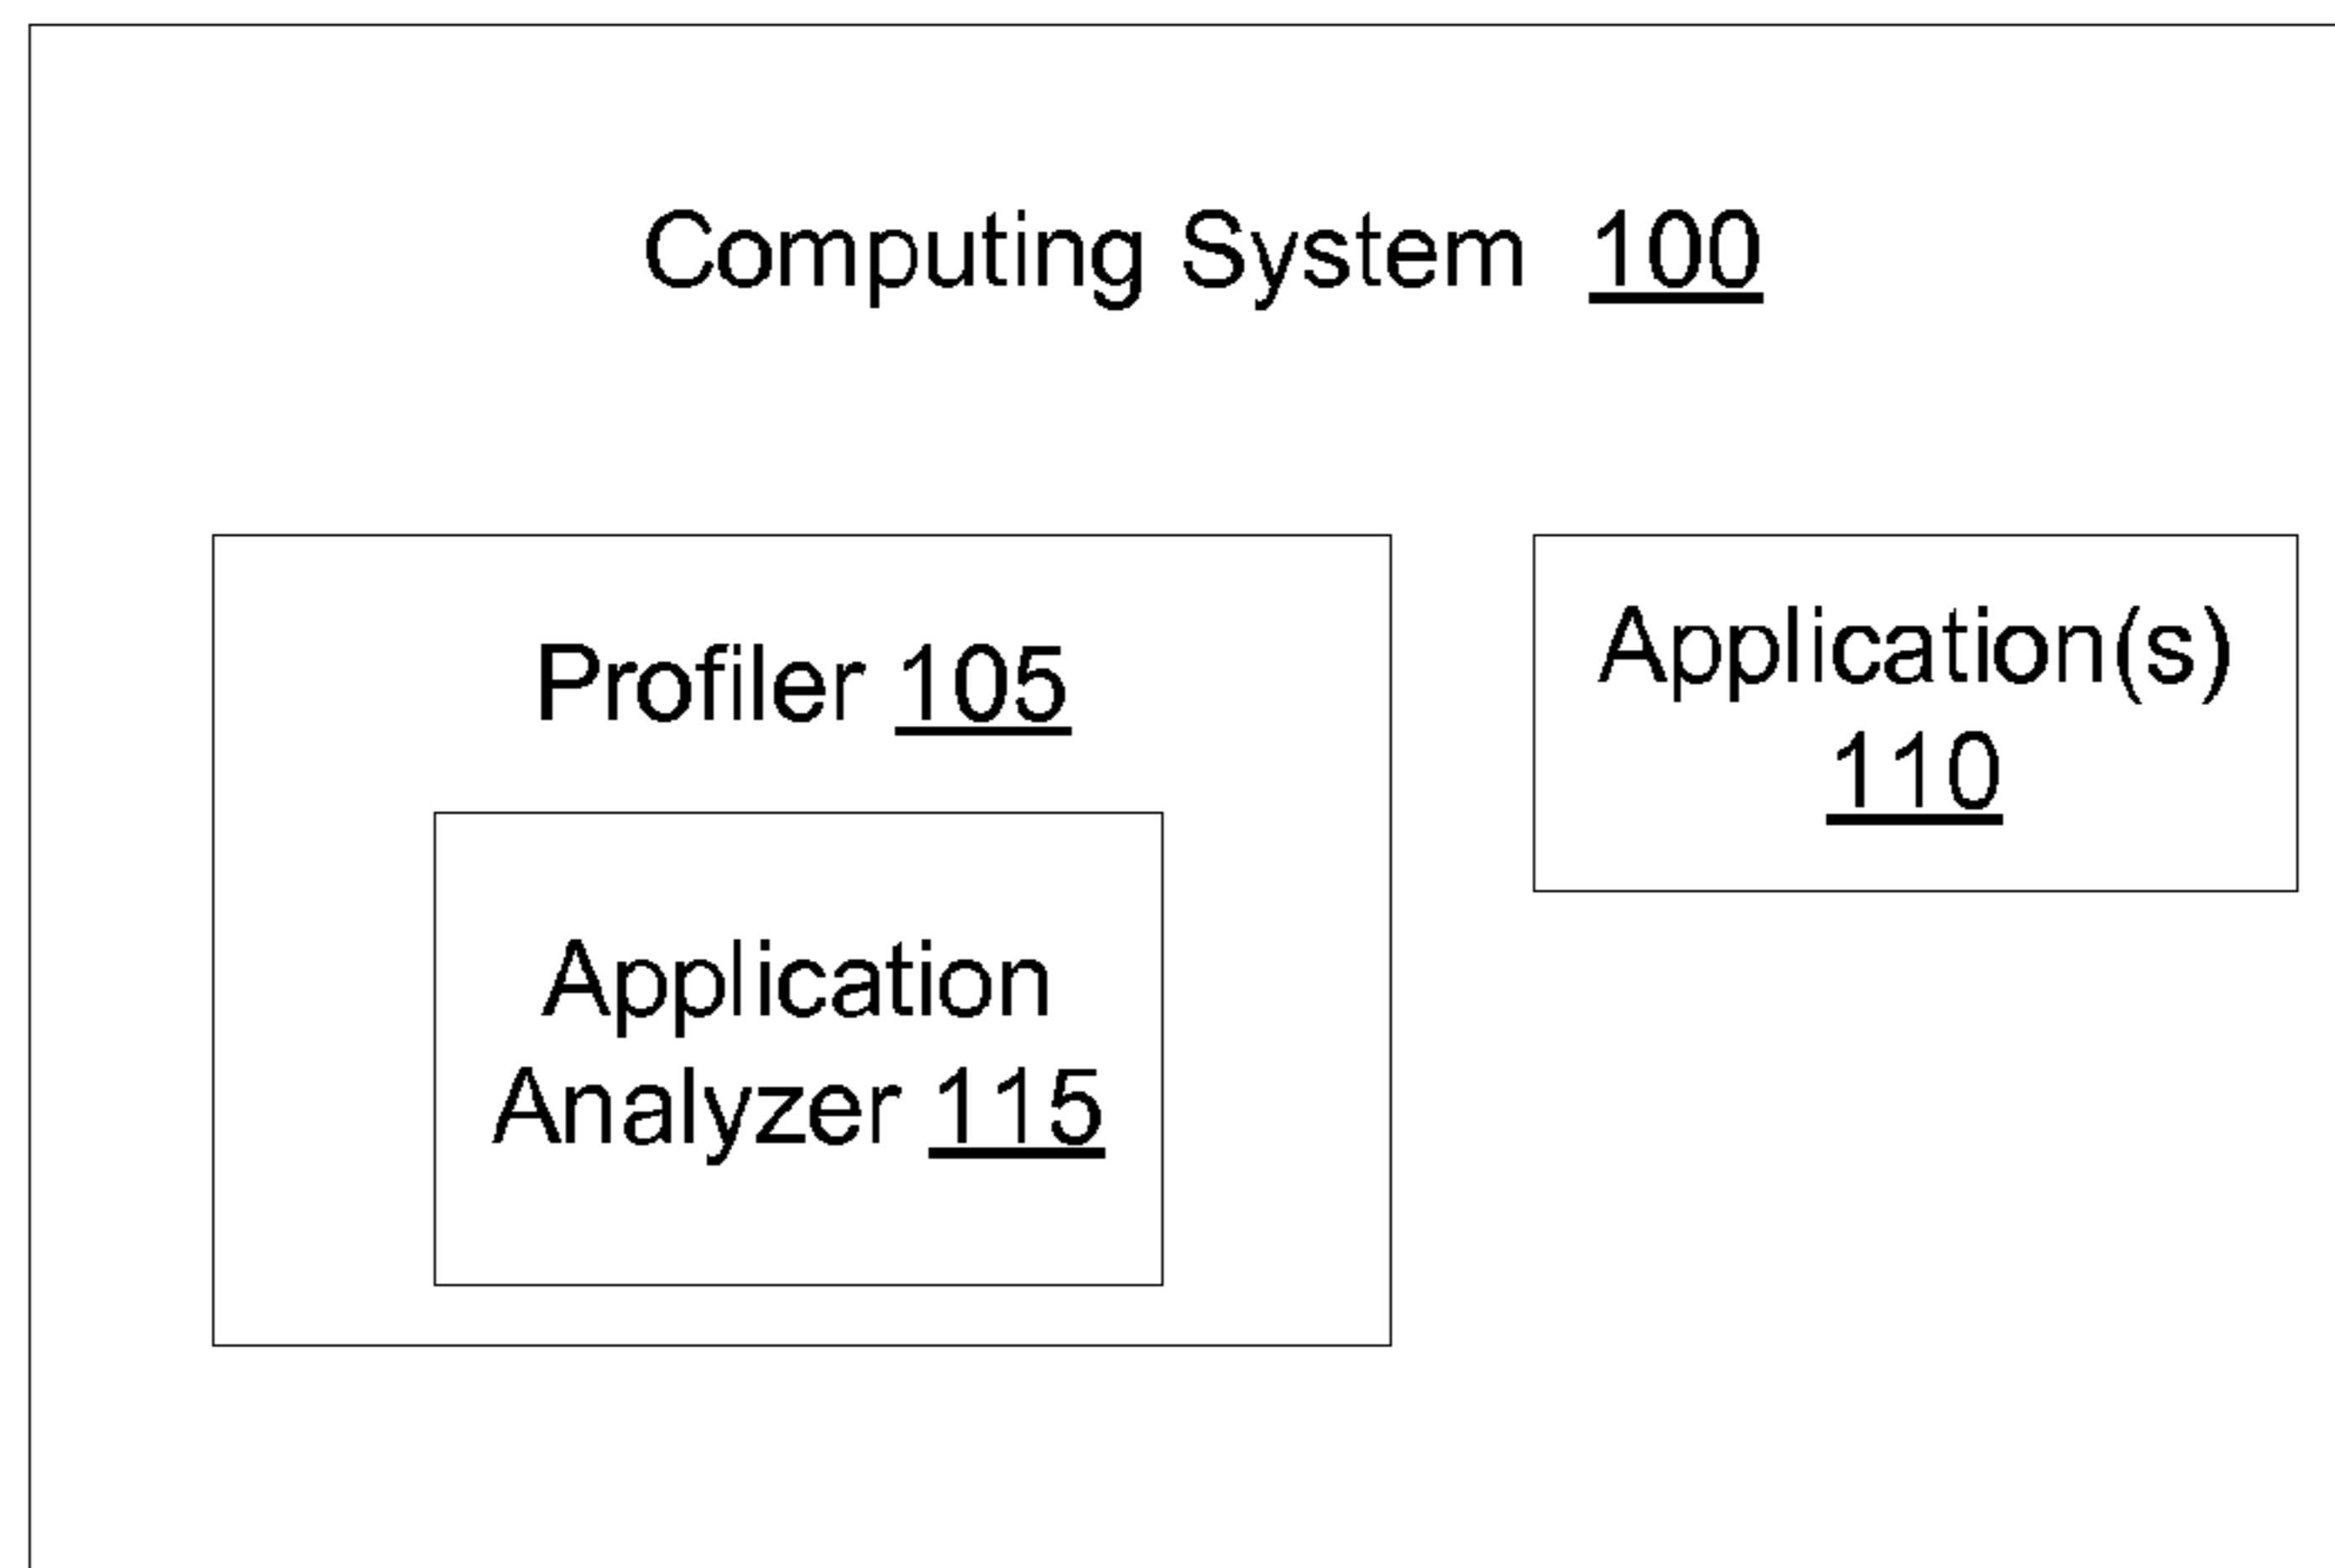 Computing System 100
Profiler 105
Application(s)
110
Application
Analyzer 115